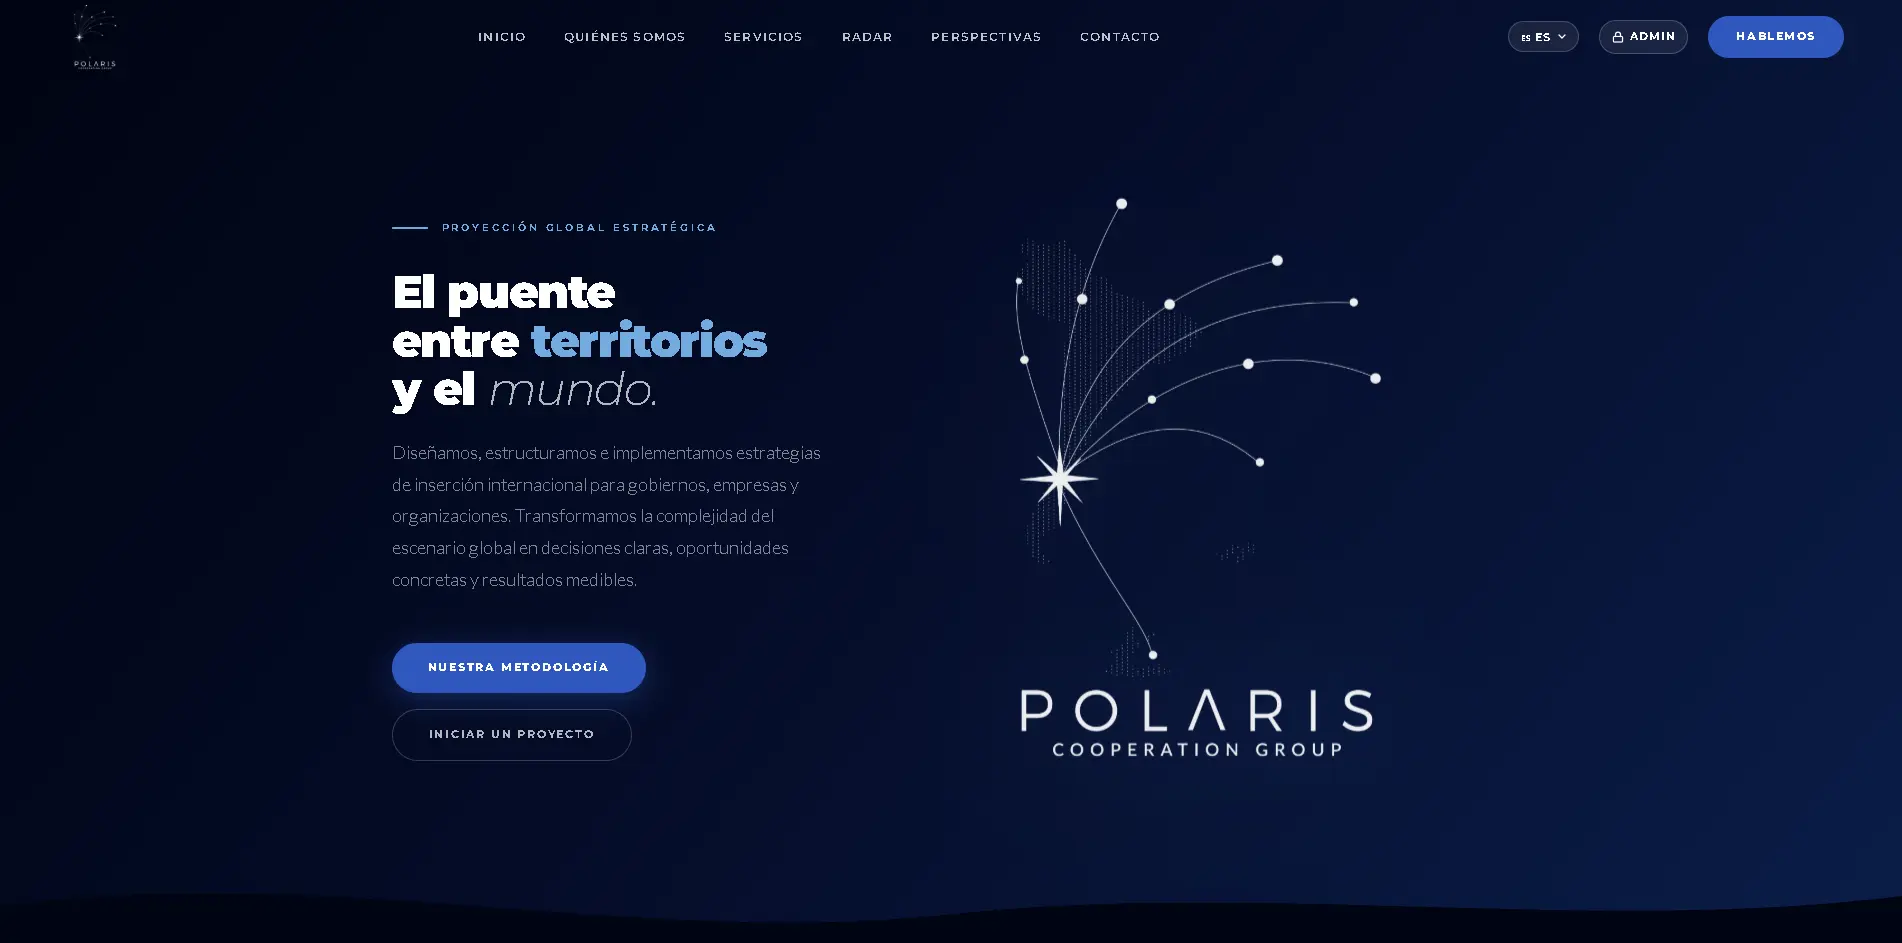 POLARIS
COOPERATION GROUP
INICIO
QUIÉNES SOMOS
SERVICIOS
RADAR
PERSPECTIVAS
CONTACTO
ES ES
ADMIN
HABLEMOS
PROYECCIÓN GLOBAL ESTRATÉGICA
El puente
entre territorios
y el mundo.
Diseñamos, estructuramos e implementamos estrategias
de inserción internacional para gobiernos, empresas y
organizaciones. Transformamos la complejidad del
escenario global en decisiones claras, oportunidades
concretas y resultados medibles.
NUESTRA METODOLOGÍA
INICIAR UN PROYECTO
POLARIS
COOPERATION GROUP